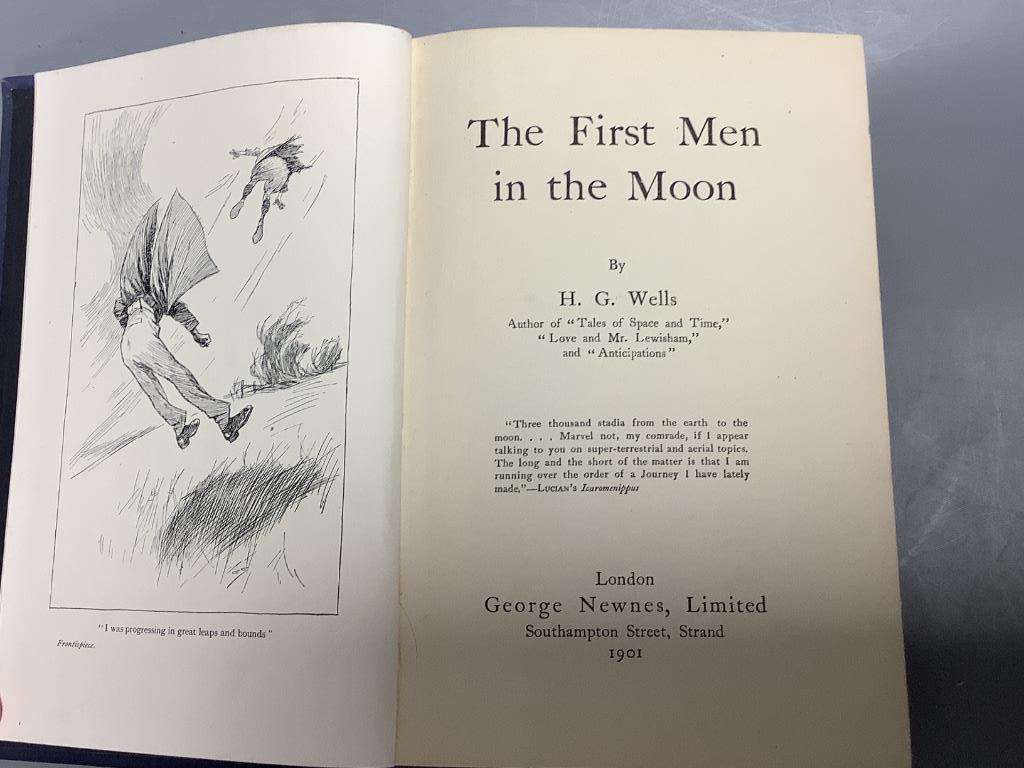 "I was progressing in great leaps and bounds"
Frontispiece.
The First Men
in the Moon
By
H. G. Wells
Author of "Tales of Space and Time,"
"Love and Mr. Lewisham,"
and "Anticipations"
"Three thousand stadia from the earth to the
moon. . . . Marvel not, my comrade, if I appear
talking to you on super-terrestrial and aerial topics.
The long and the short of the matter is that I am
running over the order of a Journey I have lately
made."—LUCIAN'S Icaromenippus
London
George Newnes, Limited
Southampton Street, Strand
1901